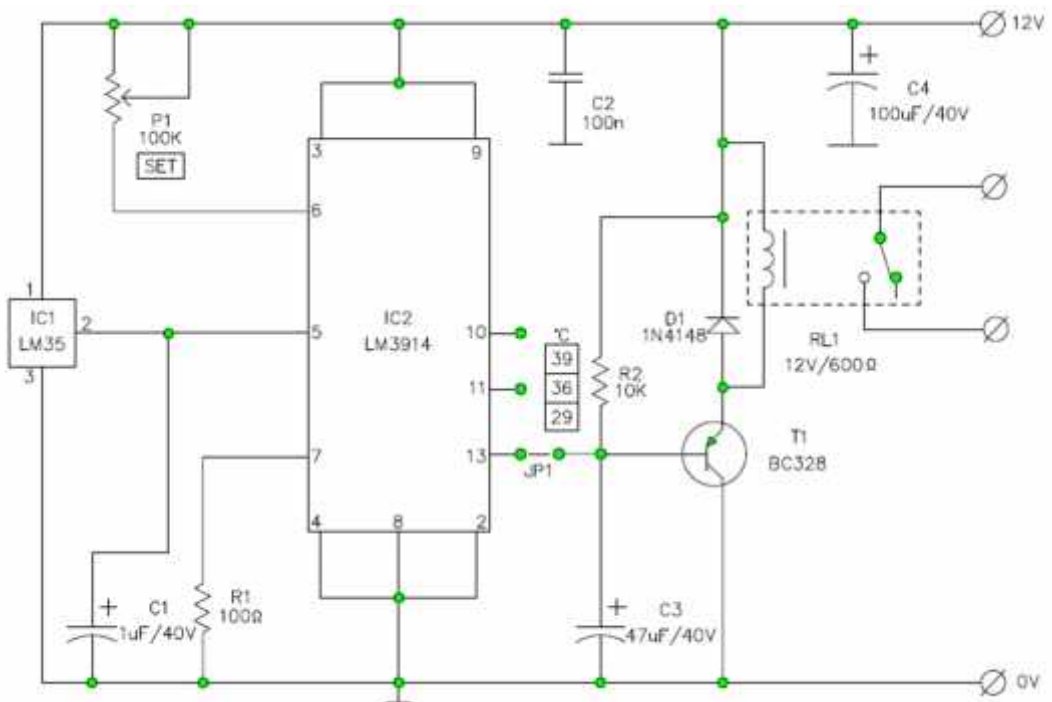 12V
P1
100K
SET
3
9
6
C2
100n
+
C4
100uF/40V
1
IC1
LM35
2
3
5
IC2
LM3914
10
11
13
7
4
8
2
°C
39
36
29
JP1
R2
10K
D1
1N4148
RL1
12V/600Ω
T1
BC328
+
C1
1uF/40V
R1
100Ω
+
C3
47uF/40V
0V